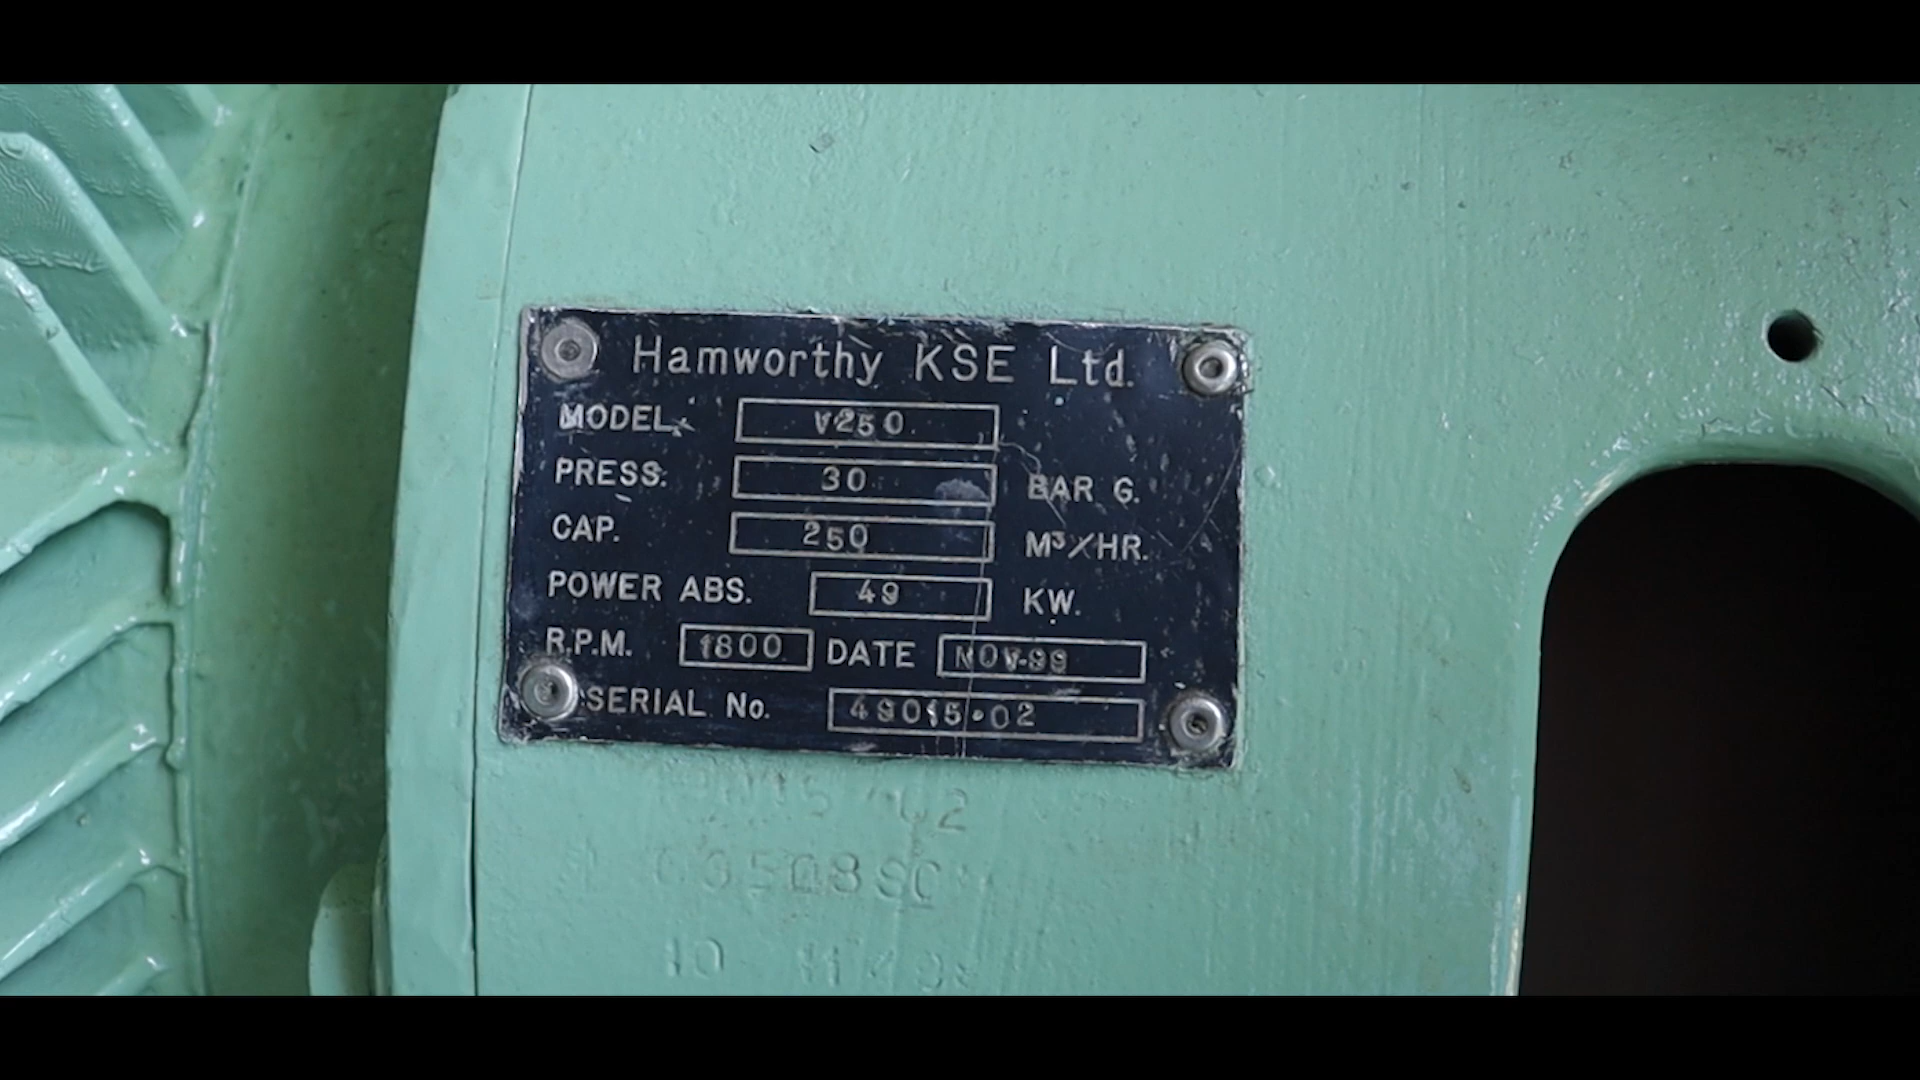 Hamworthy KSE Ltd.
MODEL. V250
PRESS. 30 BAR G.
CAP. 250 M³/HR.
POWER ABS. 49 KW.
R.P.M. 1800 DATE NOV-99
SERIAL No. 49015-02